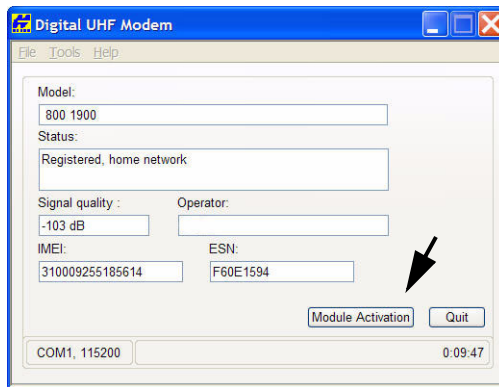 Digital UHF Modem
File Tools Help
Model:
800 1900
Status:
Registered, home network
Signal quality : Operator:
-103 dB
IMEI: ESN:
310009255185614 F60E1594
Module Activation Quit
COM1, 115200 0:09:47